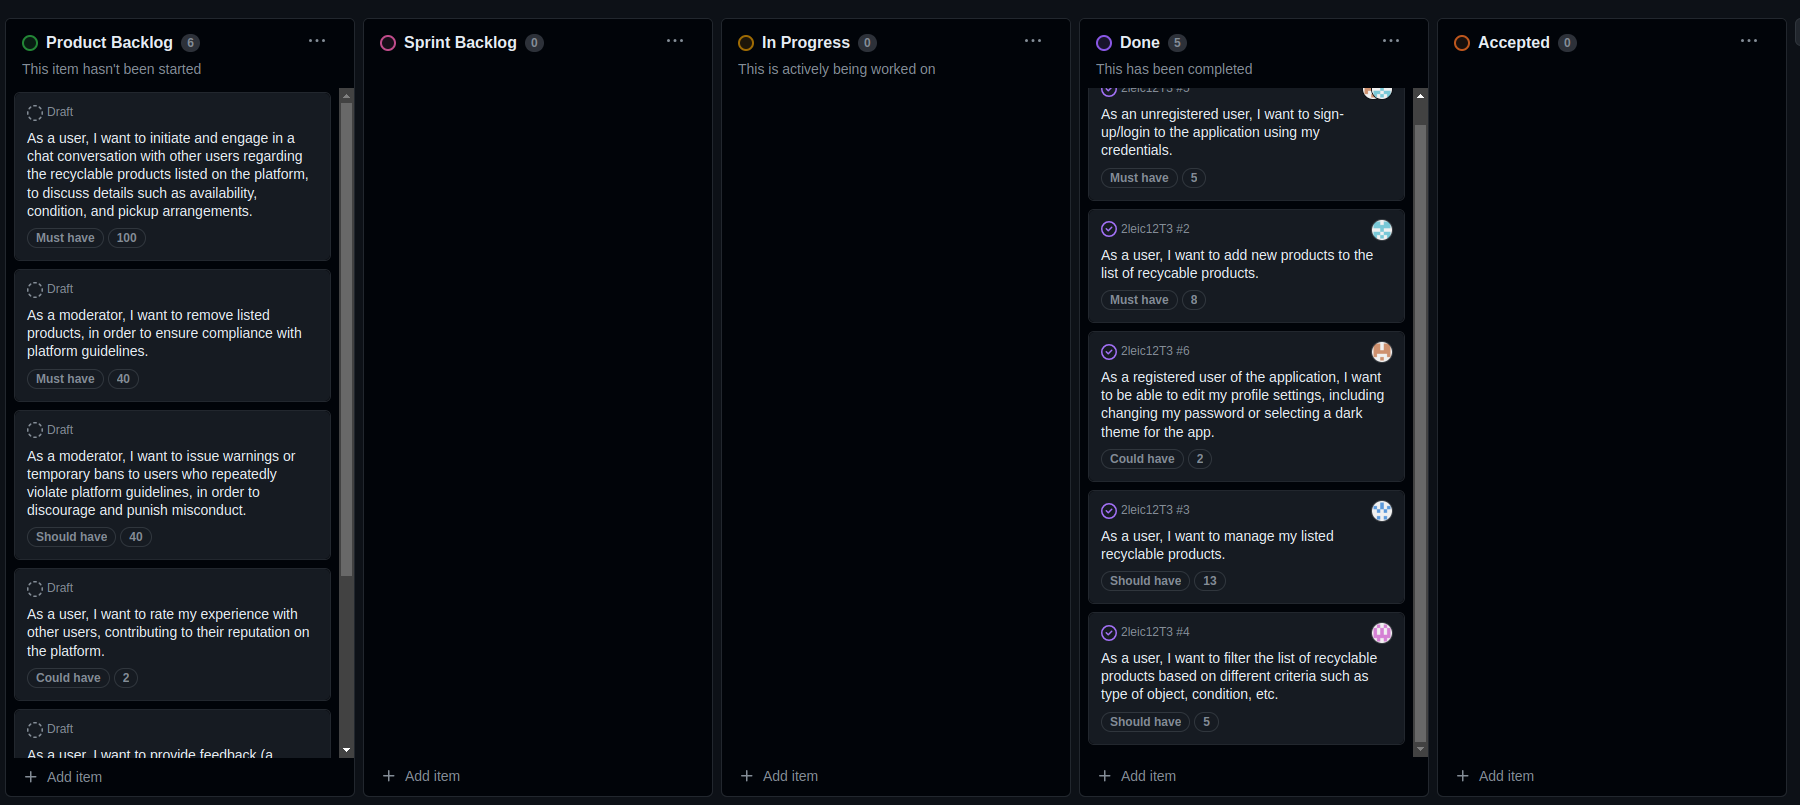 Product Backlog 6
This item hasn't been started
Draft
As a user, I want to initiate and engage in a
chat conversation with other users regarding
the recyclable products listed on the platform,
to discuss details such as availability,
condition, and pickup arrangements.
Must have 100
Draft
As a moderator, I want to remove listed
products, in order to ensure compliance with
platform guidelines.
Must have 40
Draft
As a moderator, I want to issue warnings or
temporary bans to users who repeatedly
violate platform guidelines, in order to
discourage and punish misconduct.
Should have 40
Draft
As a user, I want to rate my experience with
other users, contributing to their reputation on
the platform.
Could have 2
Draft
As a user, I want to provide feedback (a
Add item
Sprint Backlog 0
Add item
In Progress 0
This is actively being worked on
Add item
Done 5
This has been completed
2leic12T3 #5
As an unregistered user, I want to sign-
up/login to the application using my
credentials.
Must have 5
2leic12T3 #2
As a user, I want to add new products to the
list of recycable products.
Must have 8
2leic12T3 #6
As a registered user of the application, I want
to be able to edit my profile settings, including
changing my password or selecting a dark
theme for the app.
Could have 2
2leic12T3 #3
As a user, I want to manage my listed
recyclable products.
Should have 13
2leic12T3 #4
As a user, I want to filter the list of recyclable
products based on different criteria such as
type of object, condition, etc.
Should have 5
Add item
Accepted 0
Add item